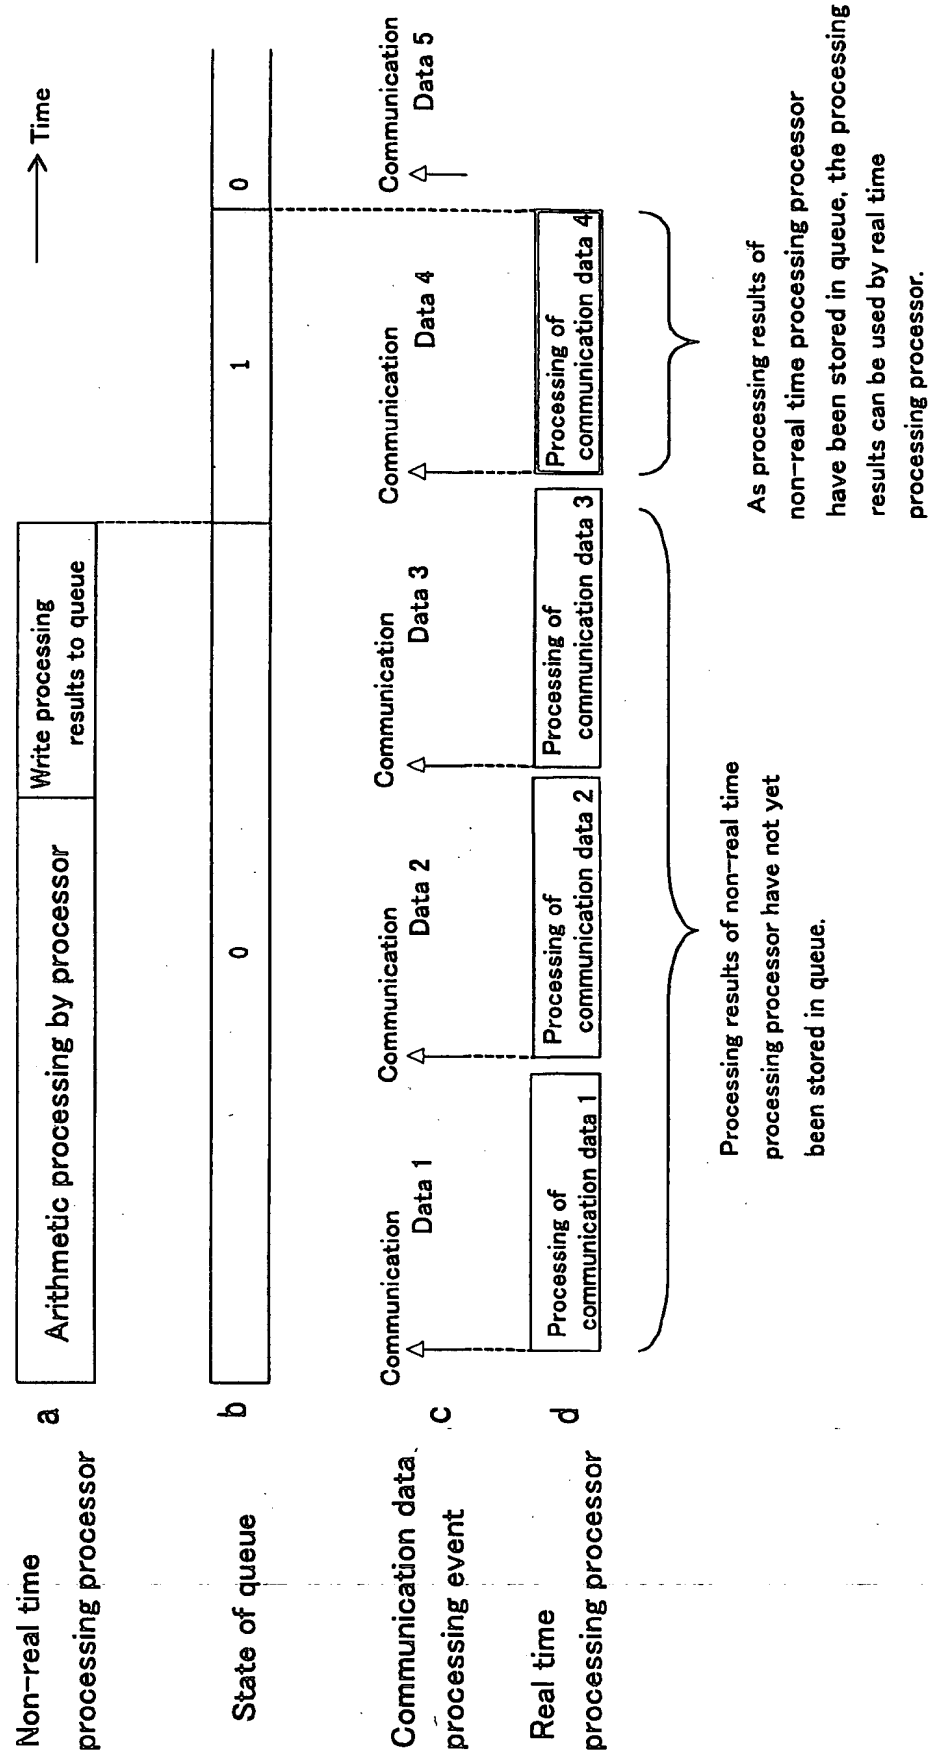 → Time
Non-real time
processing processor
a
Arithmetic processing by processor
Write processing
results to queue
State of queue
b
0
1
0
Communication data
processing event
c
Communication
Data 1
Communication
Data 2
Communication
Data 3
Communication
Data 4
Communication
Data 5
Real time
processing processor
d
Processing of
communication data 1
Processing of
communication data 2
Processing of
communication data 3
Processing of
communication data 4
Processing results of non-real time
processing processor have not yet
been stored in queue.
As processing results of
non-real time processing processor
have been stored in queue, the processing
results can be used by real time
processing processor.